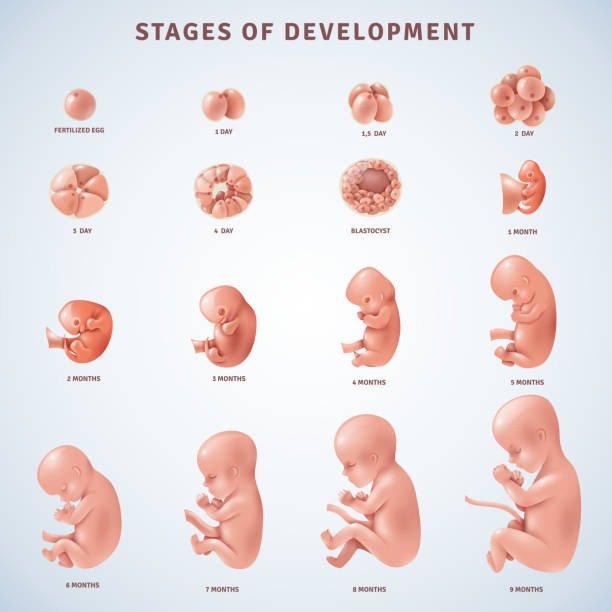 STAGES OF DEVELOPMENT
FERTILIZED EGG
1 DAY
1,5 DAY
2 DAY
3 DAY
4 DAY
BLASTOCYST
1 MONTH
2 MONTHS
3 MONTHS
4 MONTHS
5 MONTHS
6 MONTHS
7 MONTHS
8 MONTHS
9 MONTHS